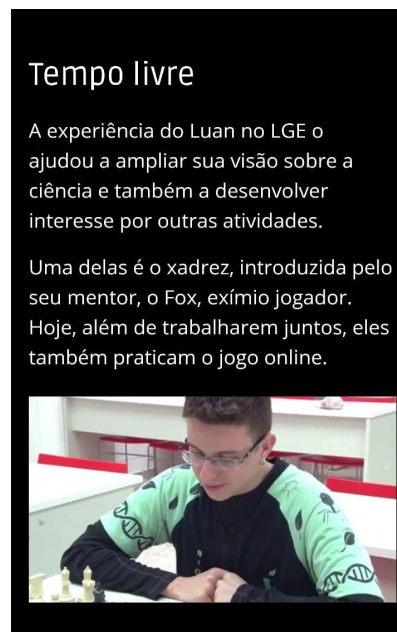 Tempo livre
A experiência do Luan no LGE o
ajudou a ampliar sua visão sobre a
ciência e também a desenvolver
interesse por outras atividades.
Uma delas é o xadrez, introduzida pelo
seu mentor, o Fox, exímio jogador.
Hoje, além de trabalharem juntos, eles
também praticam o jogo online.